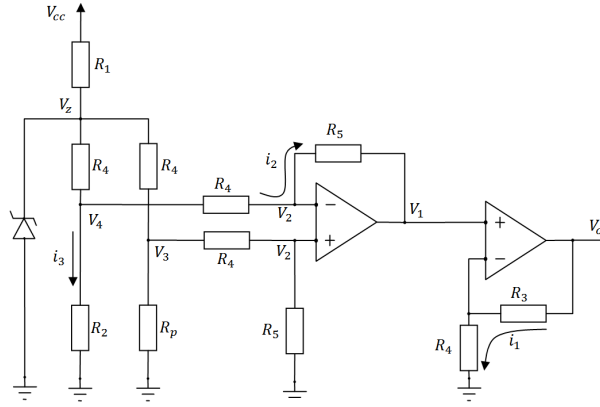 V_cc
R_1
V_z
R_5
R_4
R_4
i_2
R_4
V_2
−
V_1
+
V_4
V_3
R_4
V_2
+
−
i_3
R_3
R_2
R_p
R_5
R_4
i_1